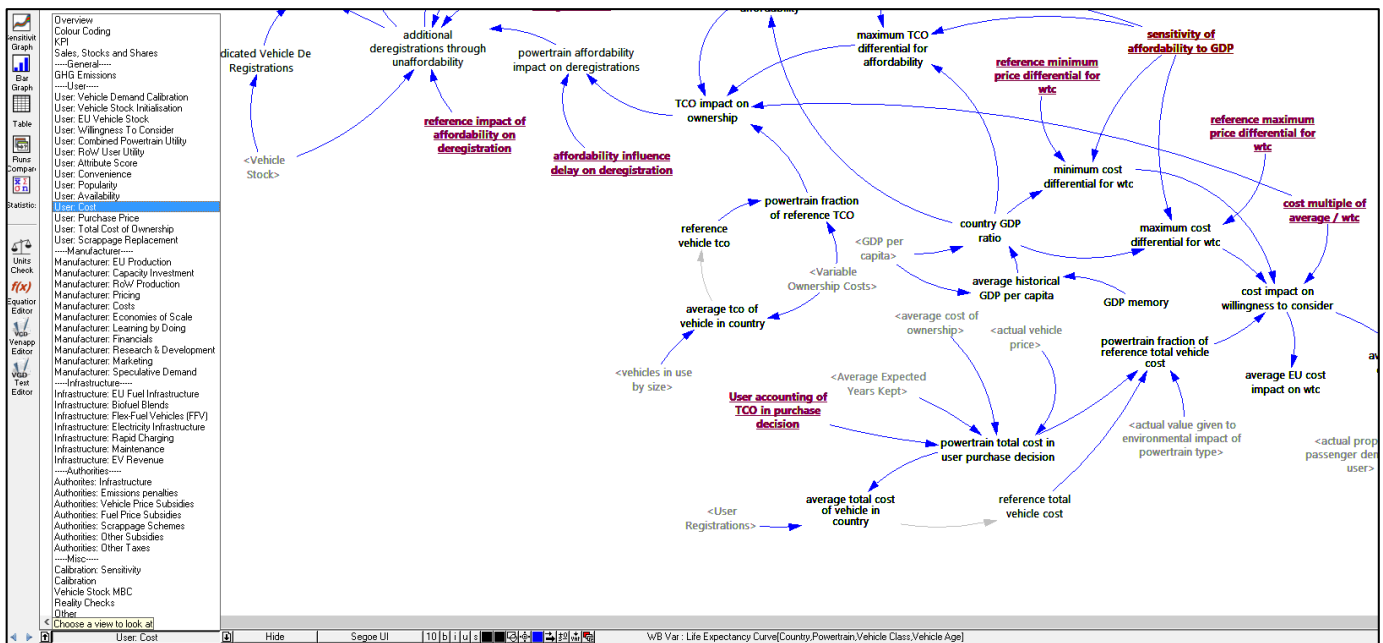 Sensitivit
Graph
Bar
Graph
Table
Runs
Compar
Statistic:
Units
Check
f(x)
Equation
Editor
VGD
Venapp
Editor
VGD
Text
Editor
Overview
Colour Coding
KPI
Sales, Stocks and Shares
-----General-----
GHG Emissions
-----User-----
User: Vehicle Demand Calibration
User: Vehicle Stock Initialisation
User: EU Vehicle Stock
User: Willingness To Consider
User: Combined Powertrain Utility
User: RoW User Utility
User: Attribute Score
User: Convenience
User: Popularity
User: Availability
User: Cost
User: Purchase Price
User: Total Cost of Ownership
User: Scrappage Replacement
-----Manufacturer-----
Manufacturer: EU Production
Manufacturer: Capacity Investment
Manufacturer: RoW Production
Manufacturer: Pricing
Manufacturer: Costs
Manufacturer: Economies of Scale
Manufacturer: Learning by Doing
Manufacturer: Financials
Manufacturer: Research & Development
Manufacturer: Marketing
Manufacturer: Speculative Demand
-----Infrastructure-----
Infrastructure: EU Fuel Infrastructure
Infrastructure: Biofuel Blends
Infrastructure: Flex-Fuel Vehicles (FFV)
Infrastructure: Electricity Infrastructure
Infrastructure: Rapid Charging
Infrastructure: Maintenance
Infrastructure: EV Revenue
-----Authorities-----
Authorites: Infrastructure
Authorities: Emissions penalties
Authorities: Vehicle Price Subsidies
Authorities: Fuel Price Subsidies
Authorities: Scrappage Schemes
Authorities: Other Subsidies
Authorities: Other Taxes
-----Misc-----
Calibration: Sensitivity
Calibration
Vehicle Stock MBC
Reality Checks
Other
Choose a view to look at
dicated Vehicle De
Registrations
additional
deregistrations through
unaffordability
powertrain affordability
impact on deregistrations
<Vehicle
Stock>
reference impact of
affordability on
deregistration
affordability influence
delay on deregistration
TCO impact on
ownership
maximum TCO
differential for
affordability
sensitivity of
affordability to GDP
reference minimum
price differential for
wtc
reference maximum
price differential for
wtc
minimum cost
differential for wtc
cost multiple of
average / wtc
powertrain fraction
of reference TCO
reference
vehicle tco
country GDP
ratio
maximum cost
differential for wtc
<GDP per
capita>
<Variable
Ownership Costs>
average historical
GDP per capita
GDP memory
cost impact on
willingness to consider
average tco of
vehicle in country
<average cost of
ownership>
<actual vehicle
price>
powertrain fraction of
reference total vehicle
cost
<vehicles in use
by size>
<Average Expected
Years Kept>
average EU cost
impact on wtc
User accounting of
TCO in purchase
decision
<actual value given to
environmental impact of
powertrain type>
powertrain total cost in
user purchase decision
<actual prop
passenger den
user>
average total cost
of vehicle in
country
reference total
vehicle cost
<User
Registrations>
User: Cost
Hide
Segoe UI
10 b i u s
WB Var : Life Expectancy Curve[Country,Powertrain,Vehicle Class,Vehicle Age]